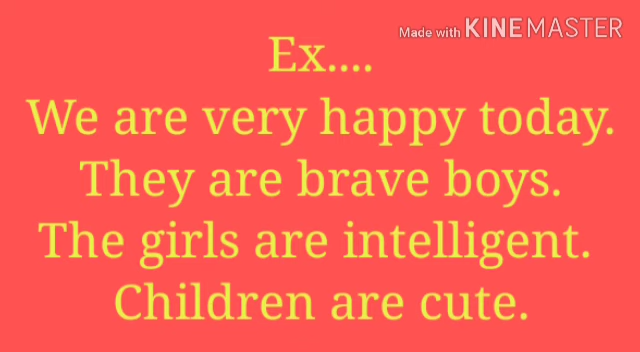 Made with KINEMASTER
Ex....
We are very happy today.
They are brave boys.
The girls are intelligent.
Children are cute.